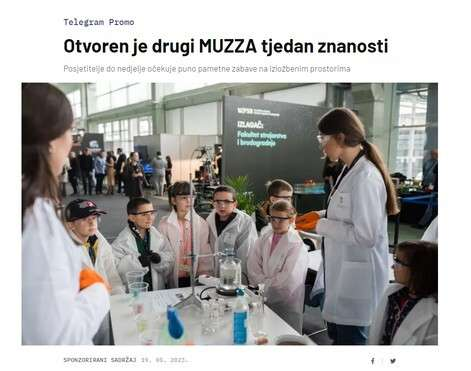 Telegram Promo
Otvoren je drugi MUZZA tjedan znanosti
Posjetitelje do nedjelje očekuje puno pametne zabave na izložbenim prostorima
IZLAGAČ:
Fakultet strojarstva
i brodogradnje
SPONZORIRANI SADRŽAJ